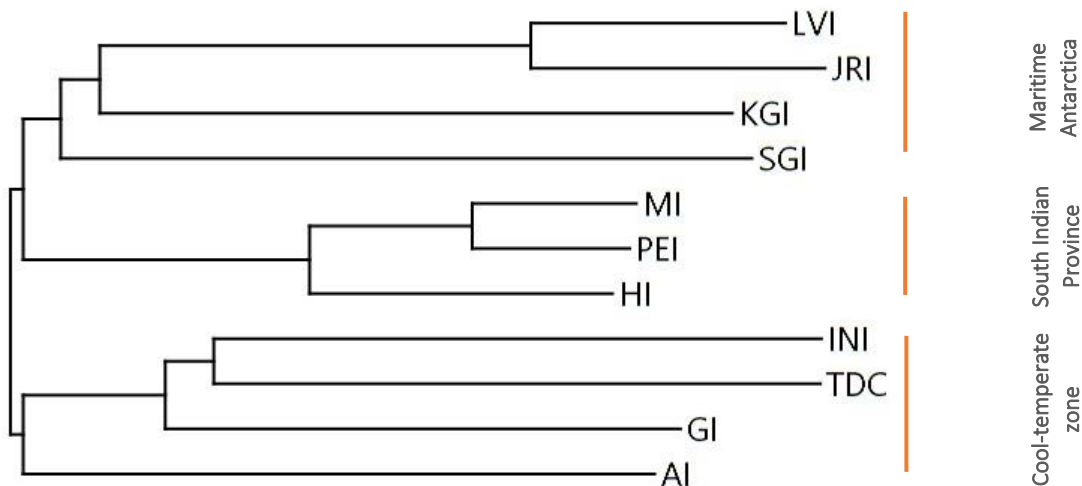 LVI
JRI
KGI
SGI
MI
PEI
HI
INI
TDC
GI
AI
Maritime
Antarctica
South Indian
Province
Cool-temperate
zone